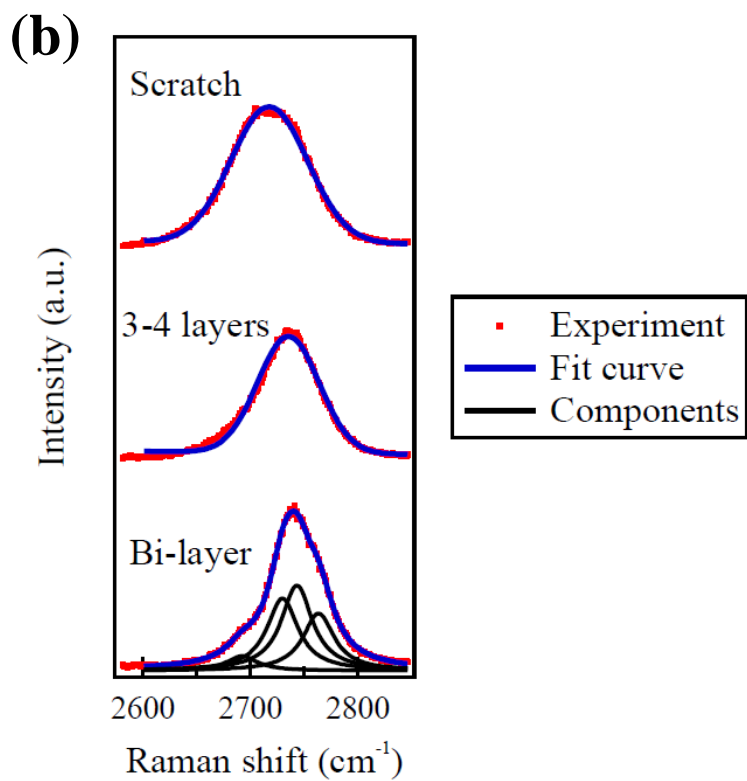 (b)
Scratch
3-4 layers
Bi-layer
Intensity (a.u.)
Experiment
Fit curve
Components
2600 2700 2800
Raman shift (cm⁻¹)